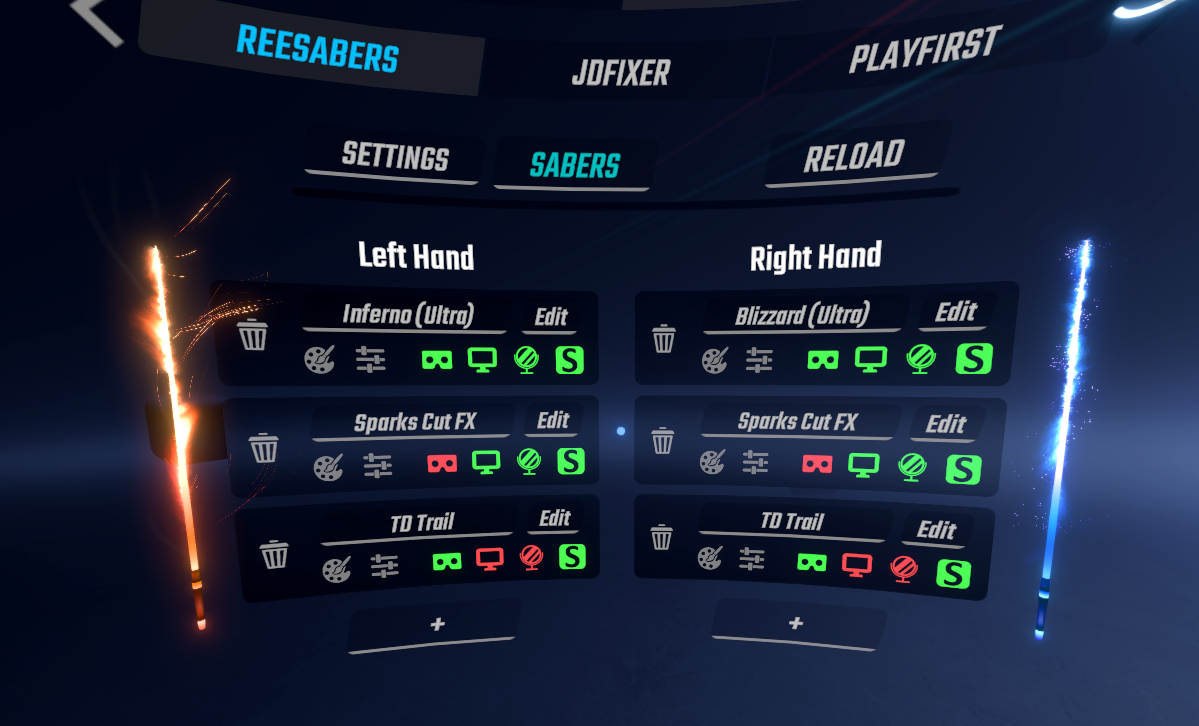 REESABERS
JDFIXER
PLAYFIRST
SETTINGS
SABERS
RELOAD
Left Hand
Right Hand
Inferno (Ultra)
Edit
S
Blizzard (Ultra)
Edit
S
Sparks Cut FX
Edit
S
Sparks Cut FX
Edit
S
TD Trail
Edit
S
TD Trail
Edit
S
+
+